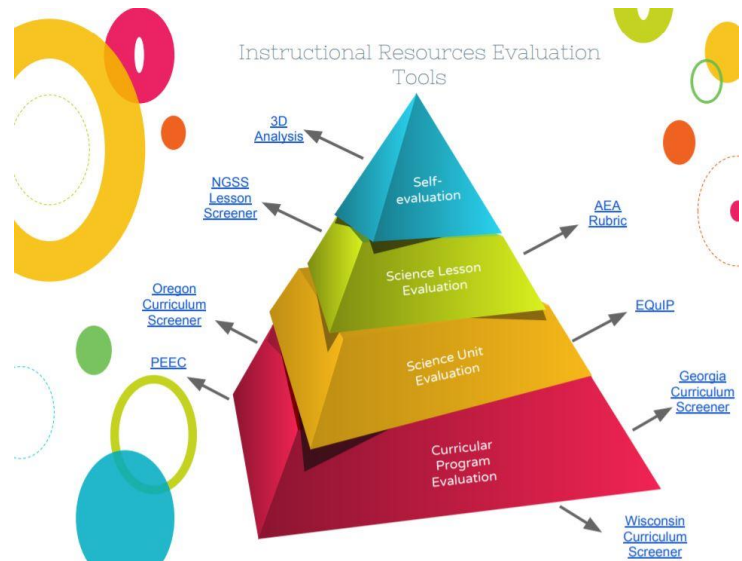 Instructional Resources Evaluation
Tools
3D
Analysis
Self-
evaluation
NGSS
Lesson
Screener
AEA
Rubric
Science Lesson
Evaluation
Oregon
Curriculum
Screener
EQuIP
Science Unit
Evaluation
PEEC
Georgia
Curriculum
Screener
Curricular
Program
Evaluation
Wisconsin
Curriculum
Screener